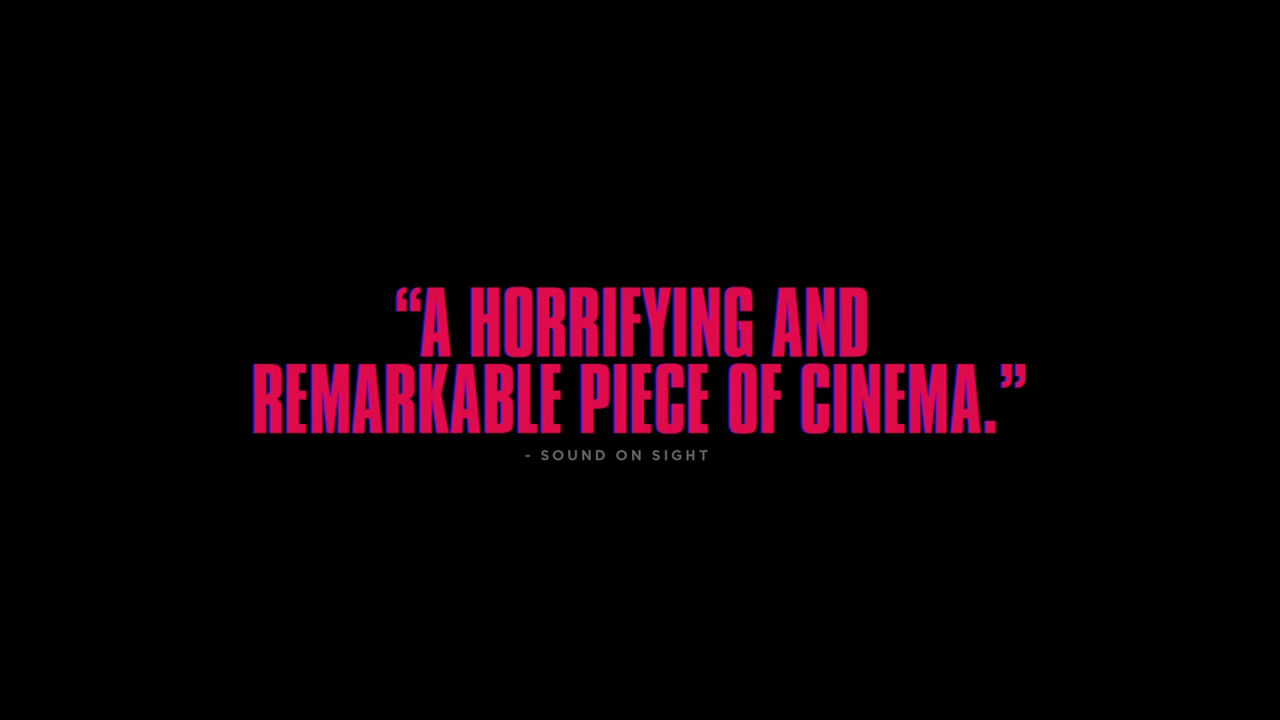 “A HORRIFYING AND
REMARKABLE PIECE OF CINEMA.”
- SOUND ON SIGHT